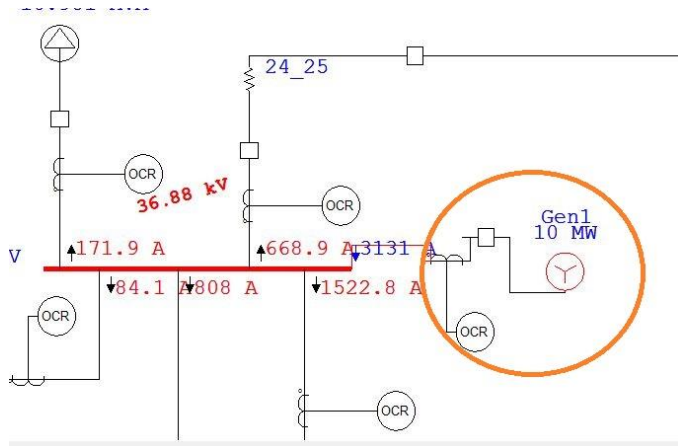 24_25
OCR
36.88 kV
OCR
Gen1
10 MW
V
171.9 A
668.9 A
3131 A
84.1 A
808 A
1522.8 A
OCR
OCR
OCR